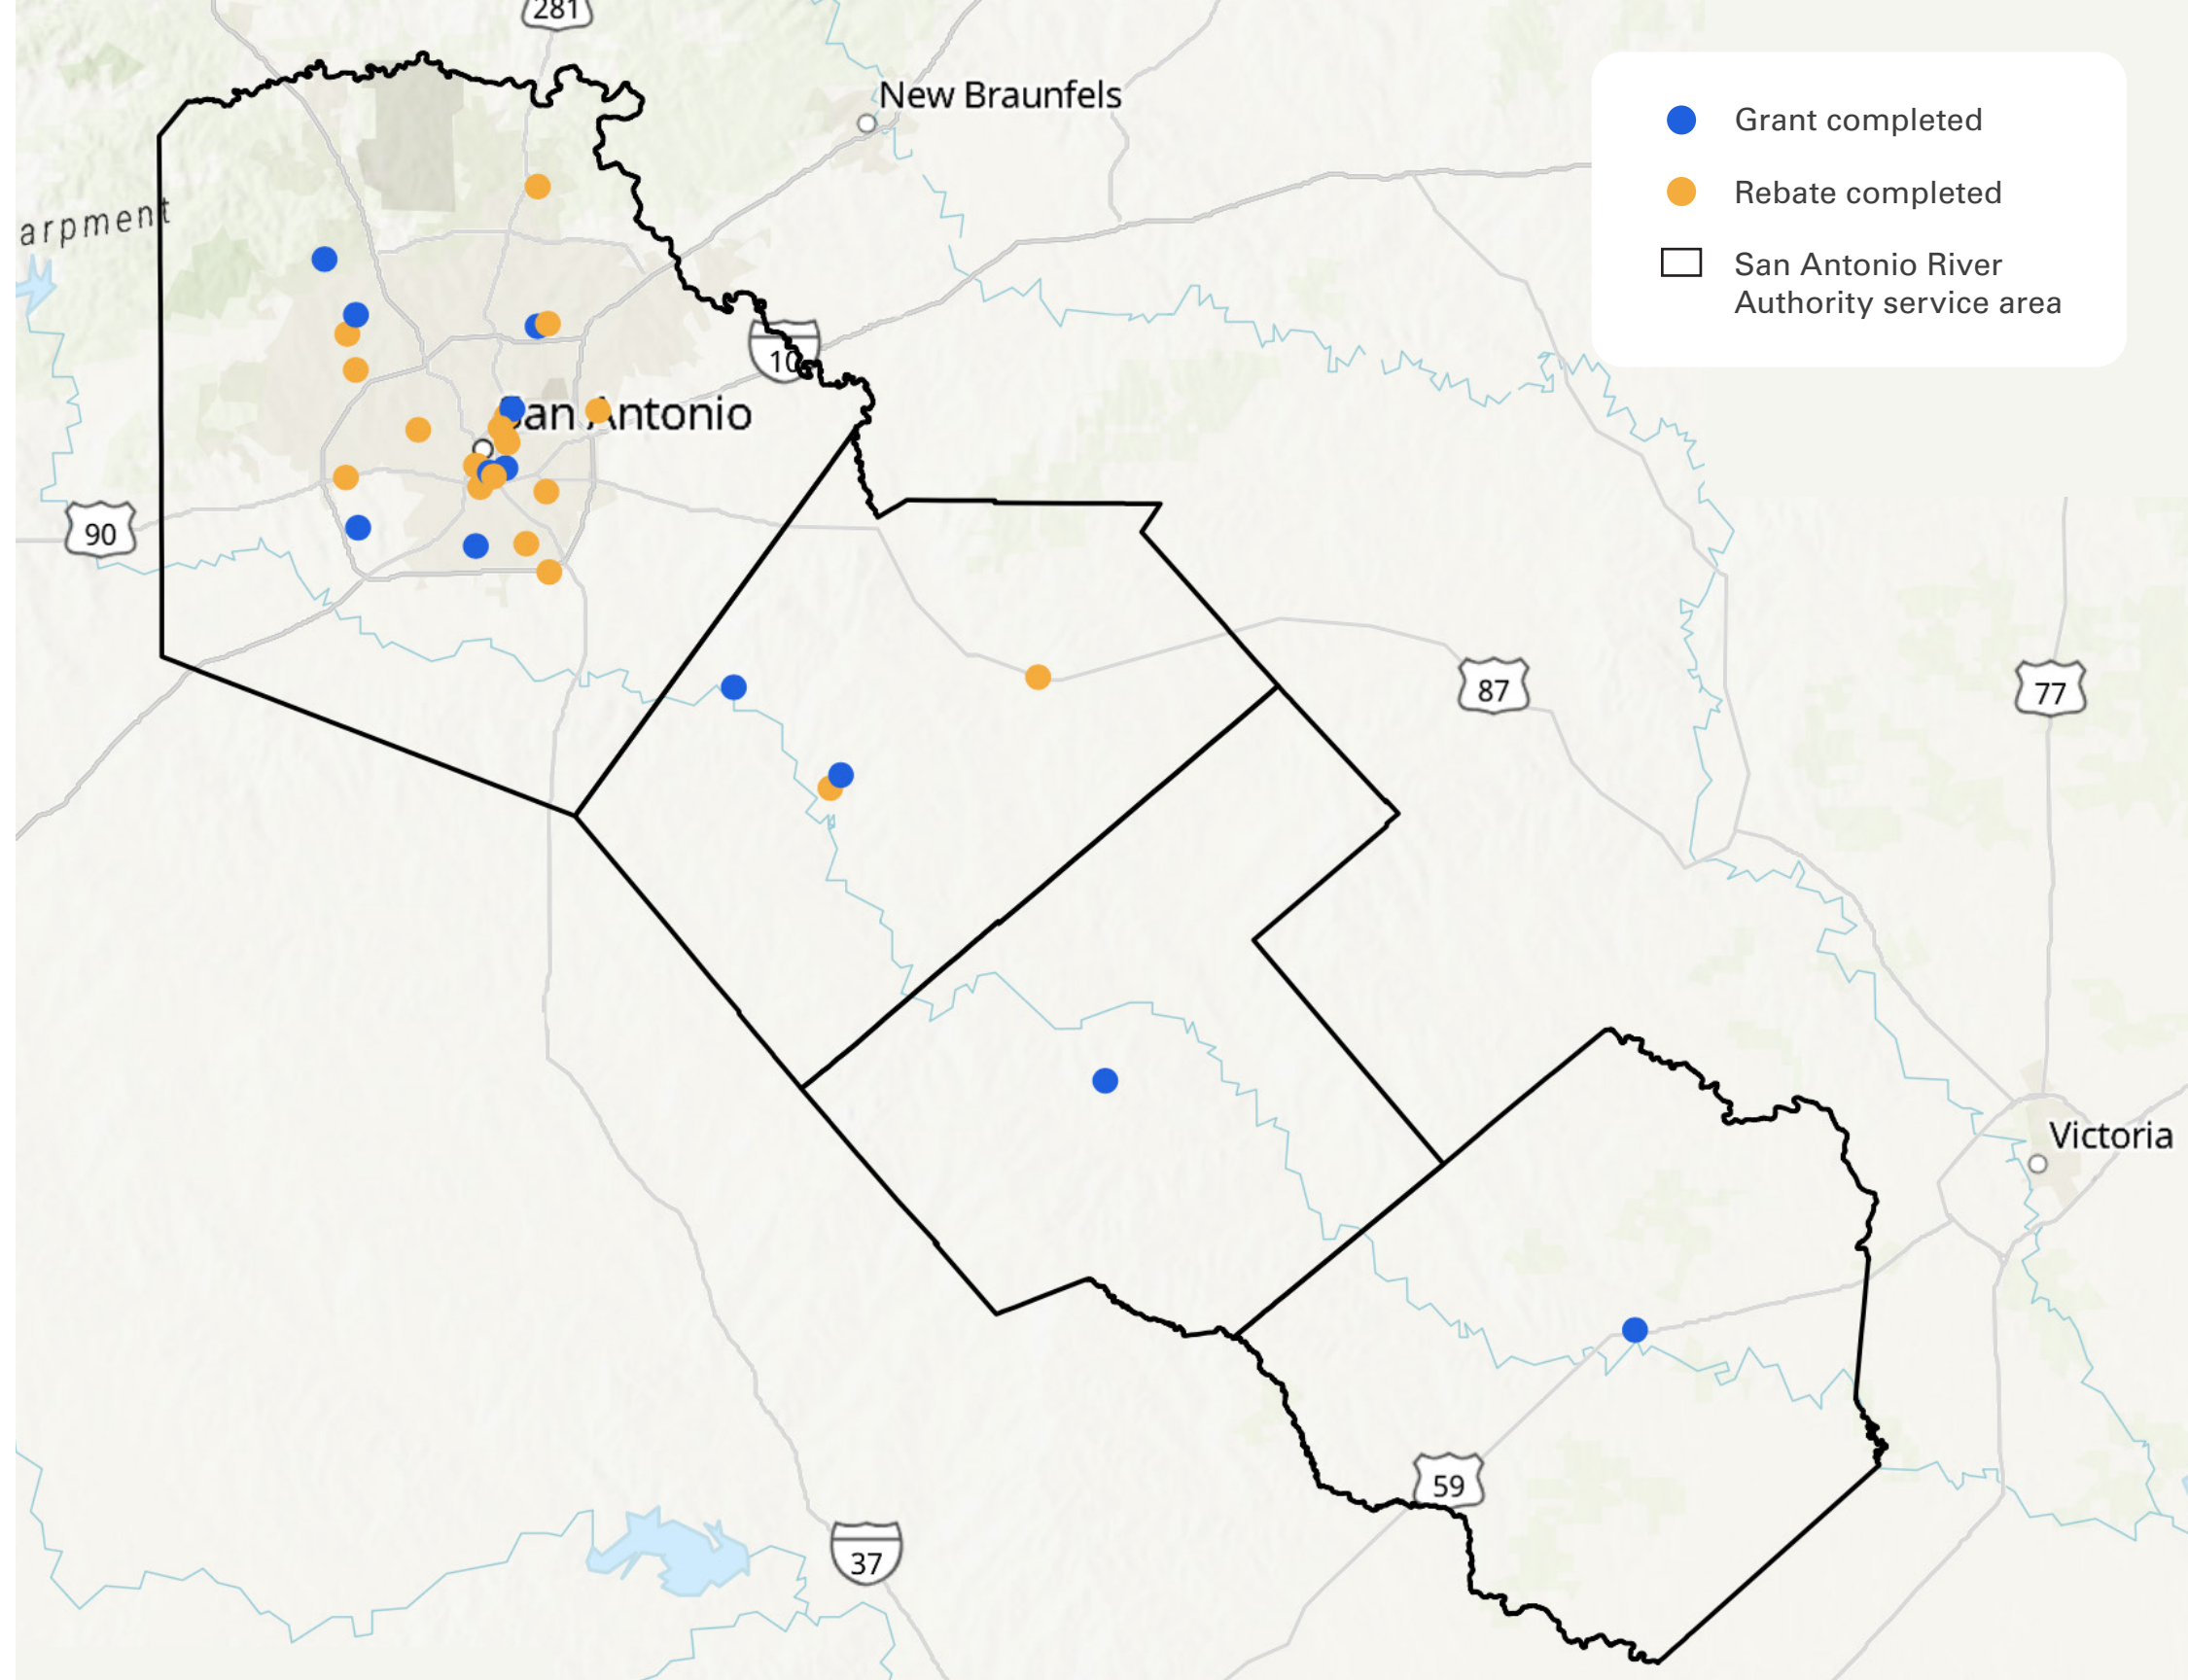 281
New Braunfels
Grant completed
Rebate completed
San Antonio River
Authority service area
arpment
10
San Antonio
90
87
77
Victoria
59
37